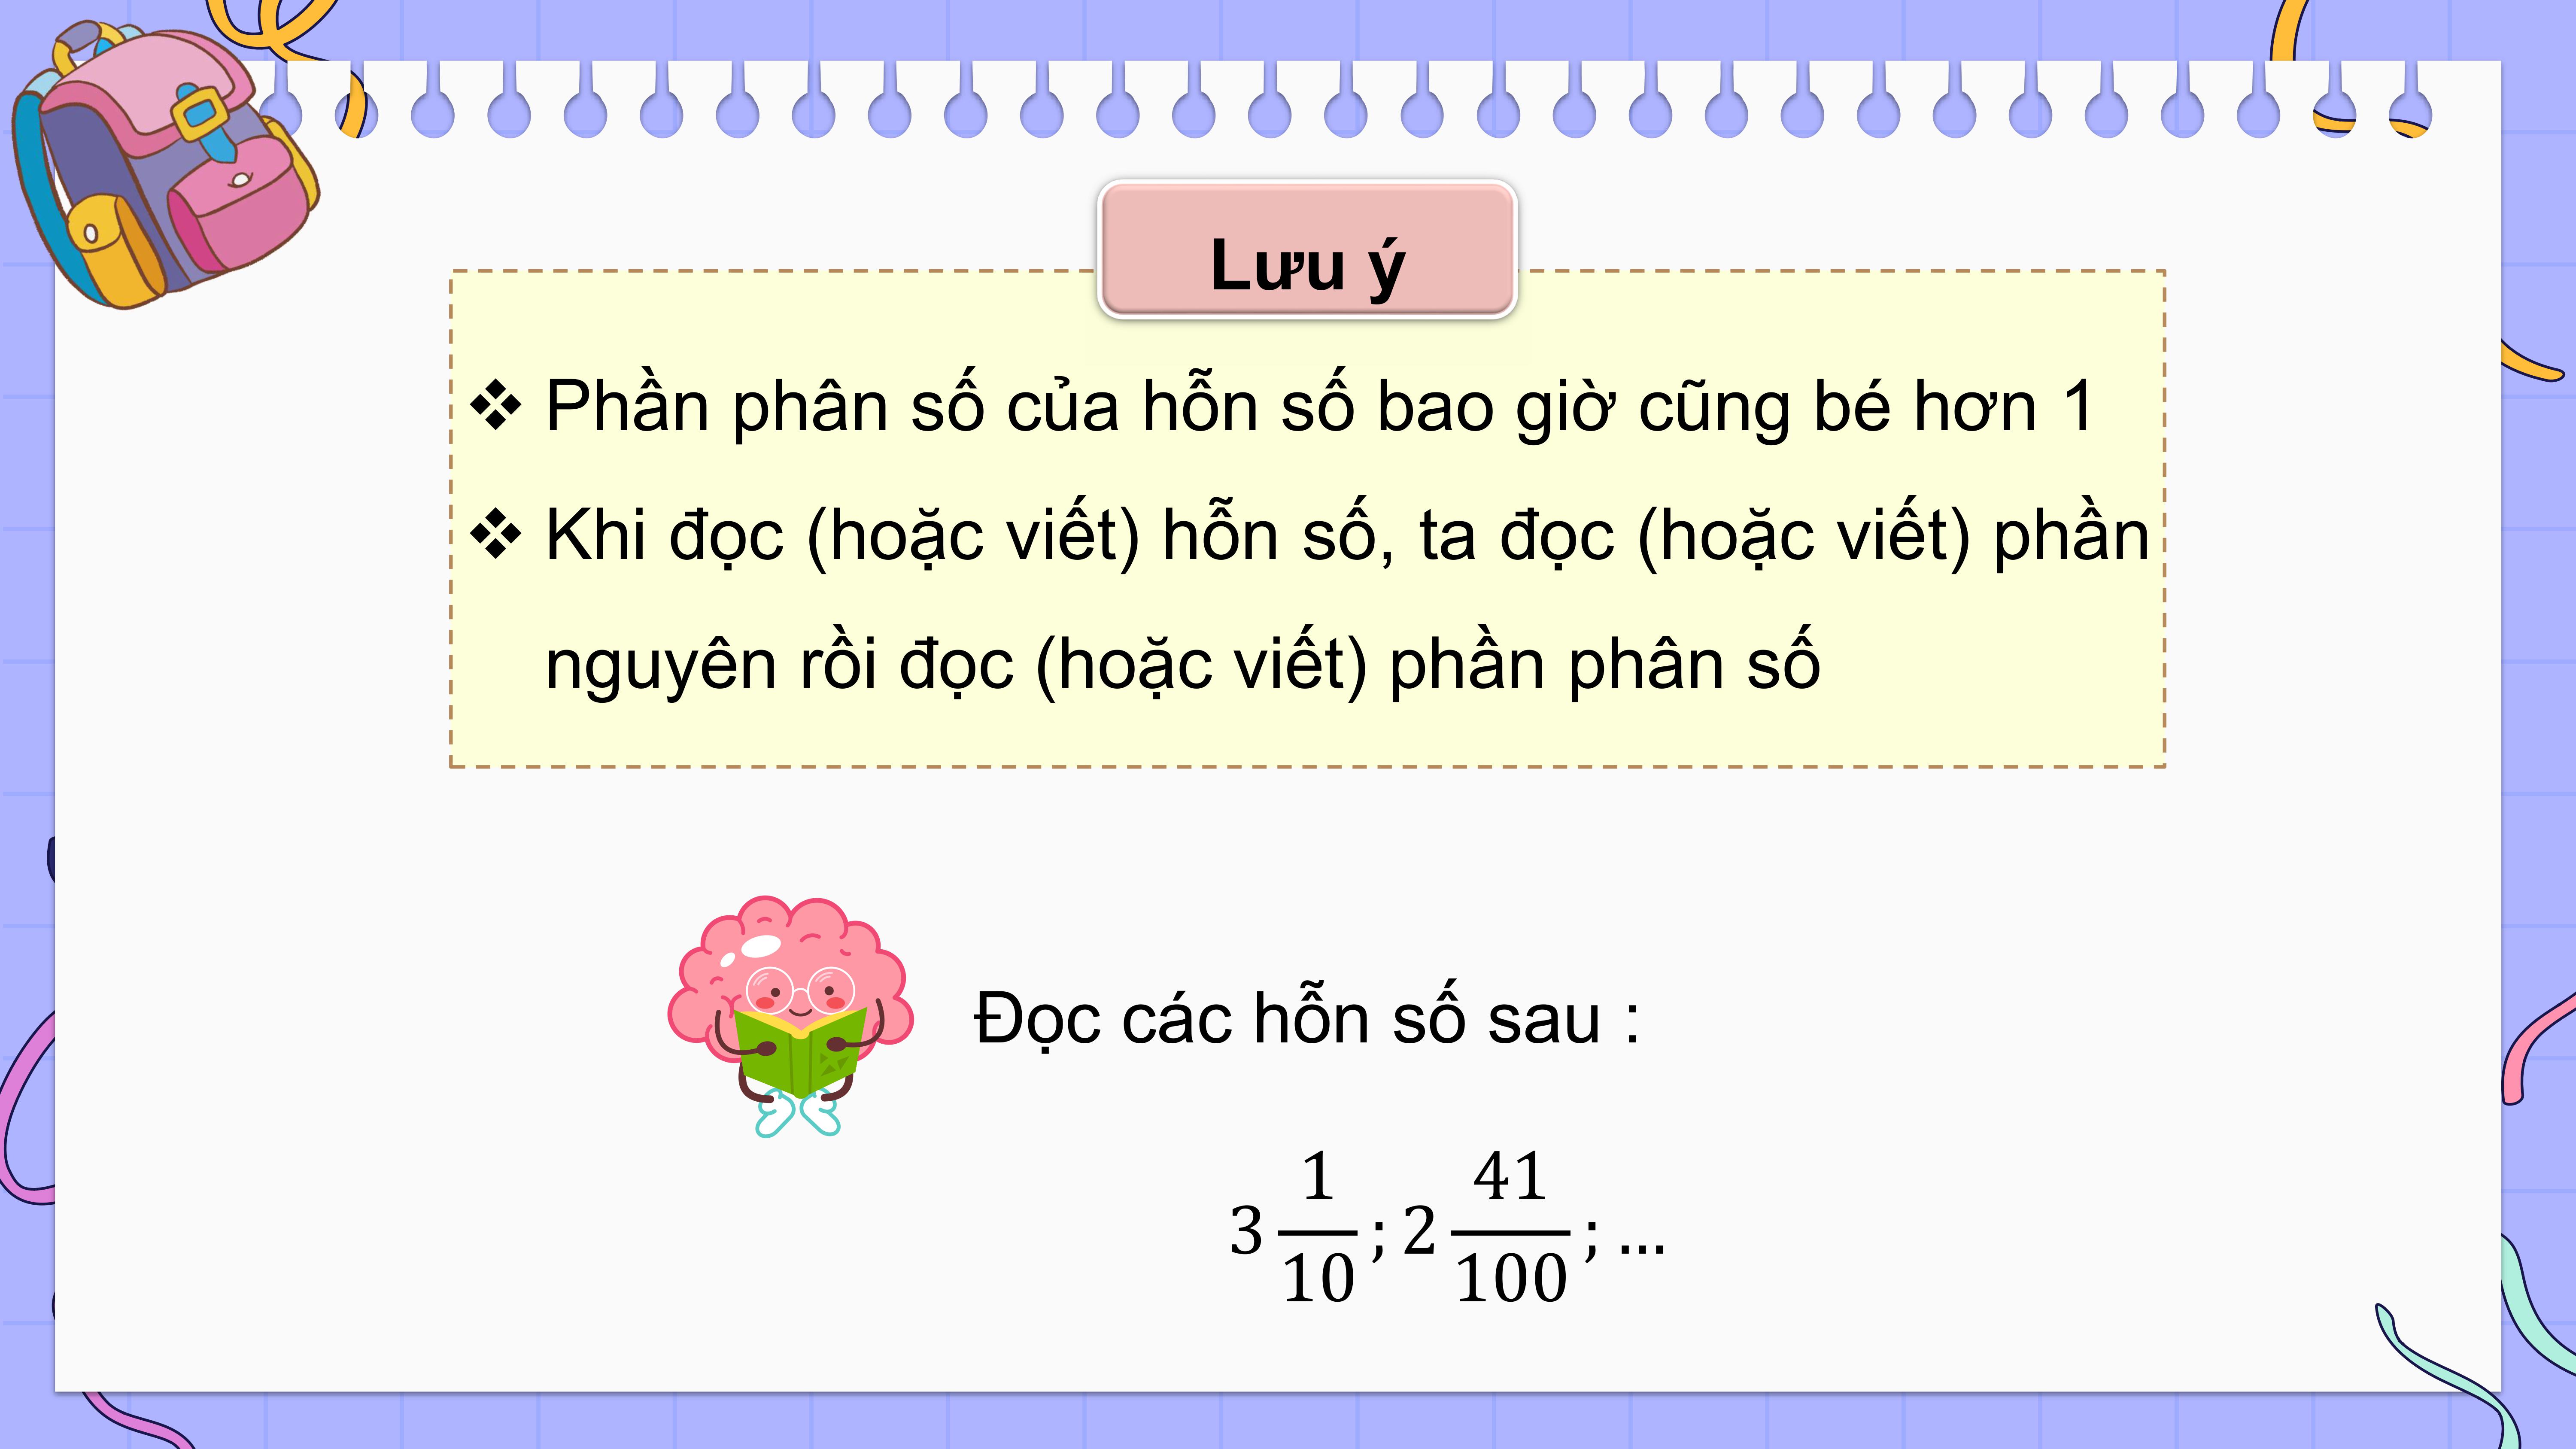 Lưu ý
❖ Phần phân số của hỗn số bao giờ cũng bé hơn 1
❖ Khi đọc (hoặc viết) hỗn số, ta đọc (hoặc viết) phần
nguyên rồi đọc (hoặc viết) phần phân số
Đọc các hỗn số sau :
3 1/10 ; 2 41/100 ; ...